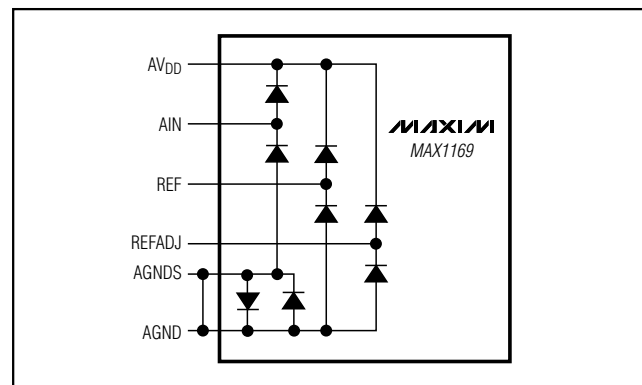 AVDD
AIN
MAXIM
MAX1169
REF
REFADJ
AGNDS
AGND